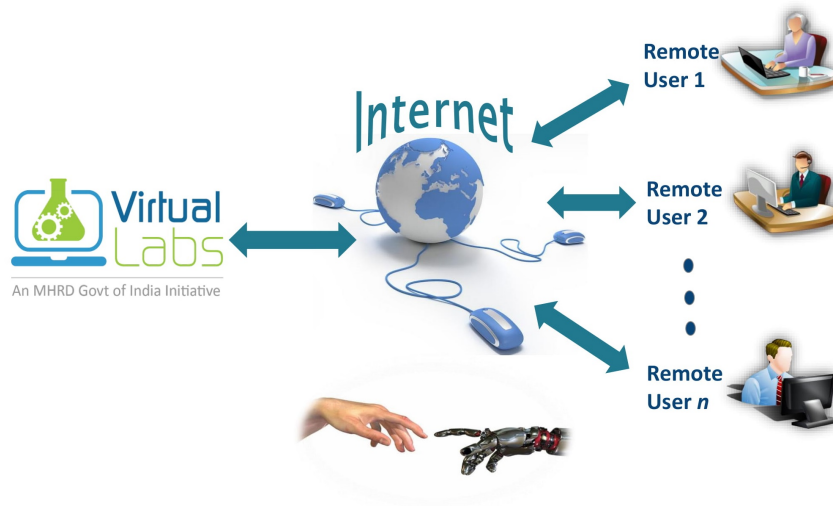 Remote
User 1
Internet
Virtual
Labs
An MHRD Govt of India Initiative
Remote
User 2
Remote
User n